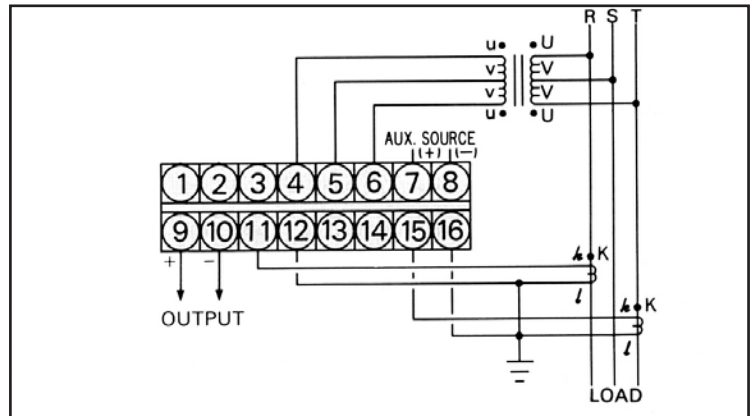 R S T
u U
v V
v V
u U
AUX. SOURCE
(+) (−)
1 2 3 4 5 6 7 8
9 10 11 12 13 14 15 16
+ −
OUTPUT
k K
l
k K
l
LOAD